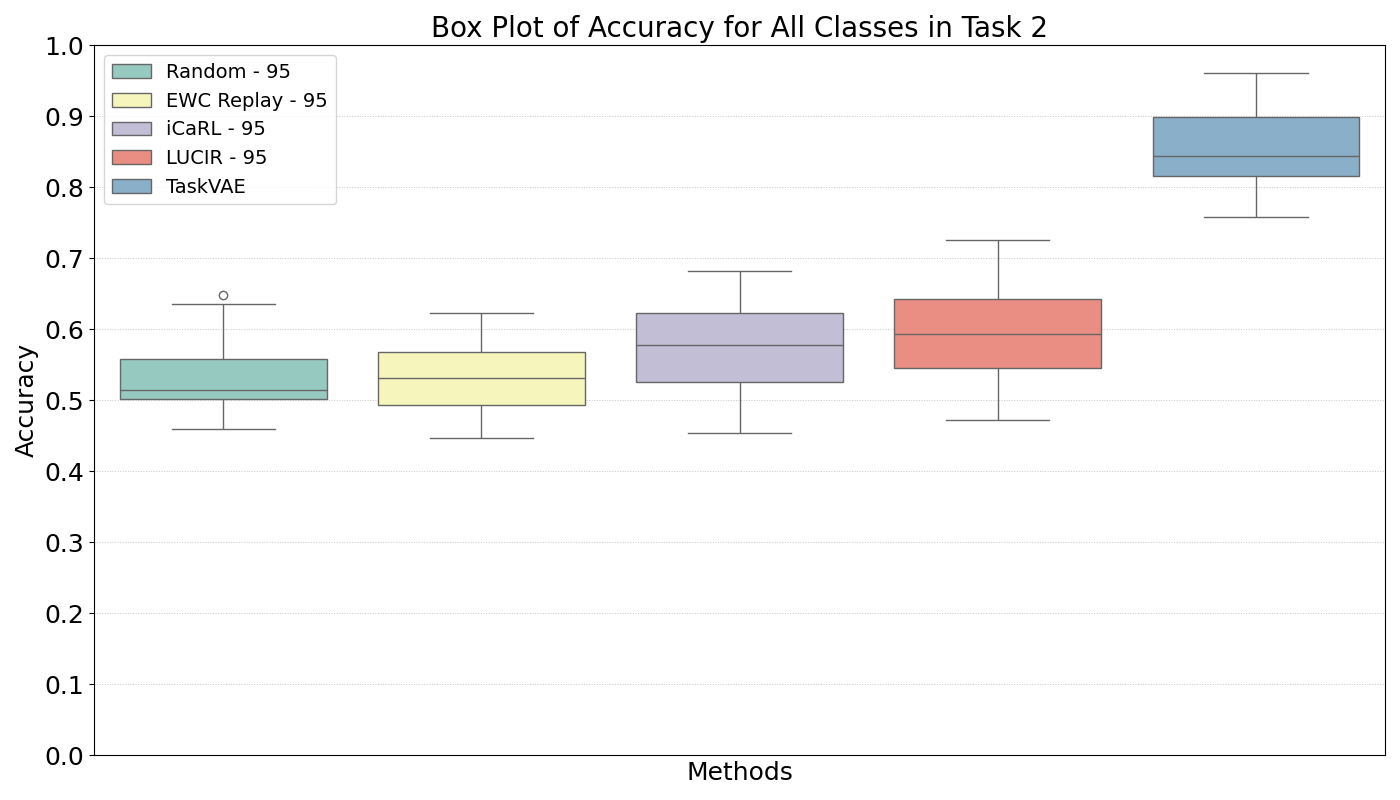 Box Plot of Accuracy for All Classes in Task 2
1.0
0.9
0.8
0.7
0.6
0.5
0.4
0.3
0.2
0.1
0.0
Accuracy
Random - 95
EWC Replay - 95
iCaRL - 95
LUCIR - 95
TaskVAE
Methods